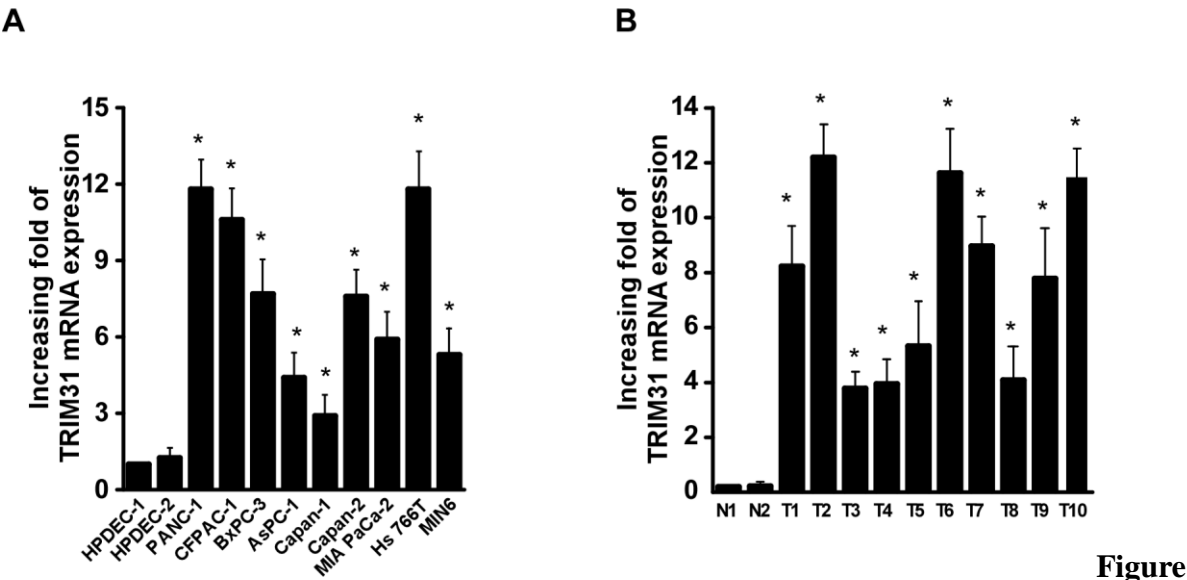 A
B
Increasing fold of
TRIM31 mRNA expression
15
12
9
6
3
0
*
*
*
*
*
*
*
*
*
HPDEC-1
HPDEC-2
PANC-1
CFPAC-1
BxPC-3
AsPC-1
Capan-1
Capan-2
MIA PaCa-2
Hs 766T
MIN6
Increasing fold of
TRIM31 mRNA expression
14
12
10
8
6
4
2
0
*
*
*
*
*
*
*
*
*
*
N1 N2 T1 T2 T3 T4 T5 T6 T7 T8 T9 T10
Figure